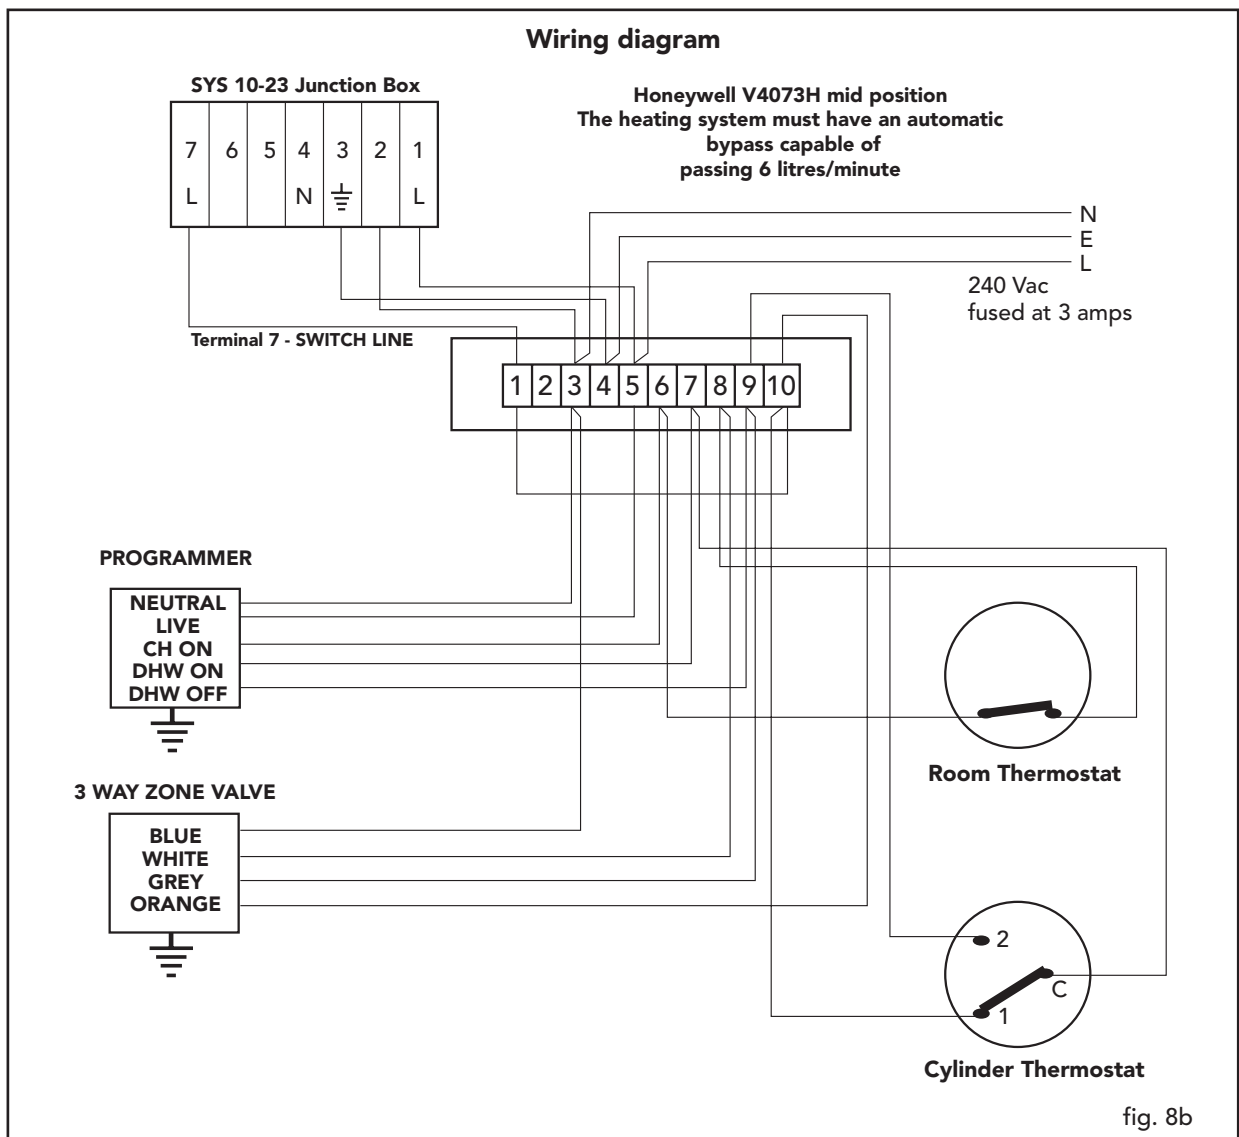 Wiring diagram
SYS 10-23 Junction Box
7 6 5 4 3 2 1
L N L
Honeywell V4073H mid position
The heating system must have an automatic
bypass capable of
passing 6 litres/minute
N
E
L
240 Vac
fused at 3 amps
Terminal 7 - SWITCH LINE
1 2 3 4 5 6 7 8 9 10
PROGRAMMER
NEUTRAL
LIVE
CH ON
DHW ON
DHW OFF
Room Thermostat
3 WAY ZONE VALVE
BLUE
WHITE
GREY
ORANGE
2
C
1
Cylinder Thermostat
fig. 8b